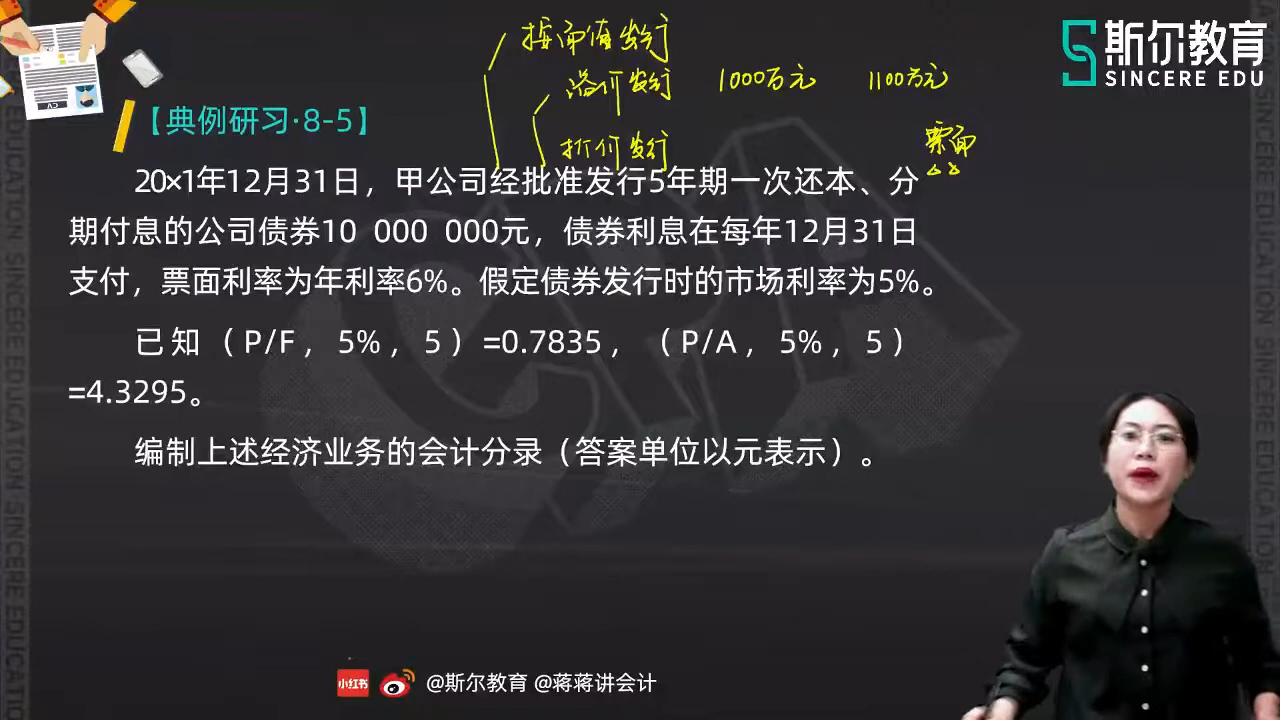 按面值发行
溢价发行 1000万元 1100万元
折价发行
票面
斯尔教育
SINCERE EDU
【典例研习·8-5】
20×1年12月31日，甲公司经批准发行5年期一次还本、分
期付息的公司债券10 000 000元，债券利息在每年12月31日
支付，票面利率为年利率6%。假定债券发行时的市场利率为5%。
已知（P/F，5%，5）=0.7835，（P/A，5%，5）
=4.3295。
编制上述经济业务的会计分录（答案单位以元表示）。
小红书 @斯尔教育 @蒋蒋讲会计